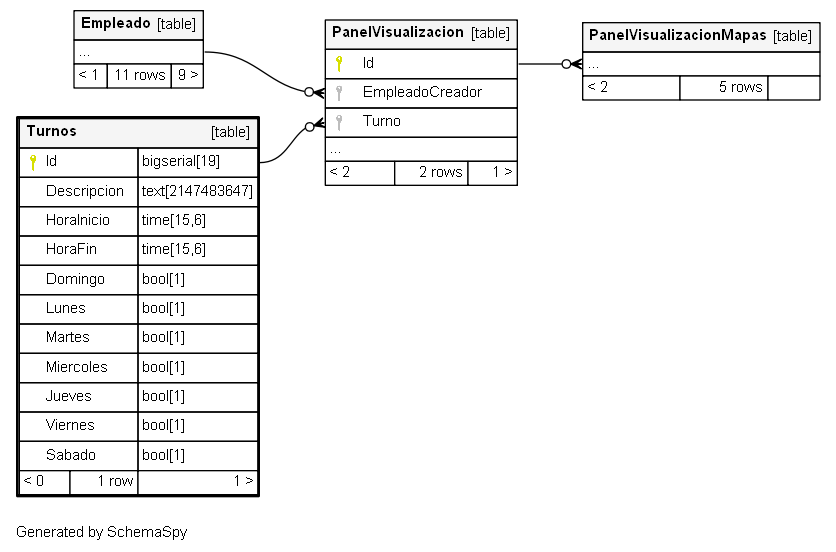 Empleado [table]
...
< 1 11 rows 9 >
PanelVisualizacion [table]
Id
EmpleadoCreador
Turno
...
< 2 2 rows 1 >
PanelVisualizacionMapas [table]
...
< 2 5 rows
Turnos [table]
Id bigserial[19]
Descripcion text[2147483647]
HoraInicio time[15,6]
HoraFin time[15,6]
Domingo bool[1]
Lunes bool[1]
Martes bool[1]
Miercoles bool[1]
Jueves bool[1]
Viernes bool[1]
Sabado bool[1]
< 0 1 row 1 >
Generated by SchemaSpy